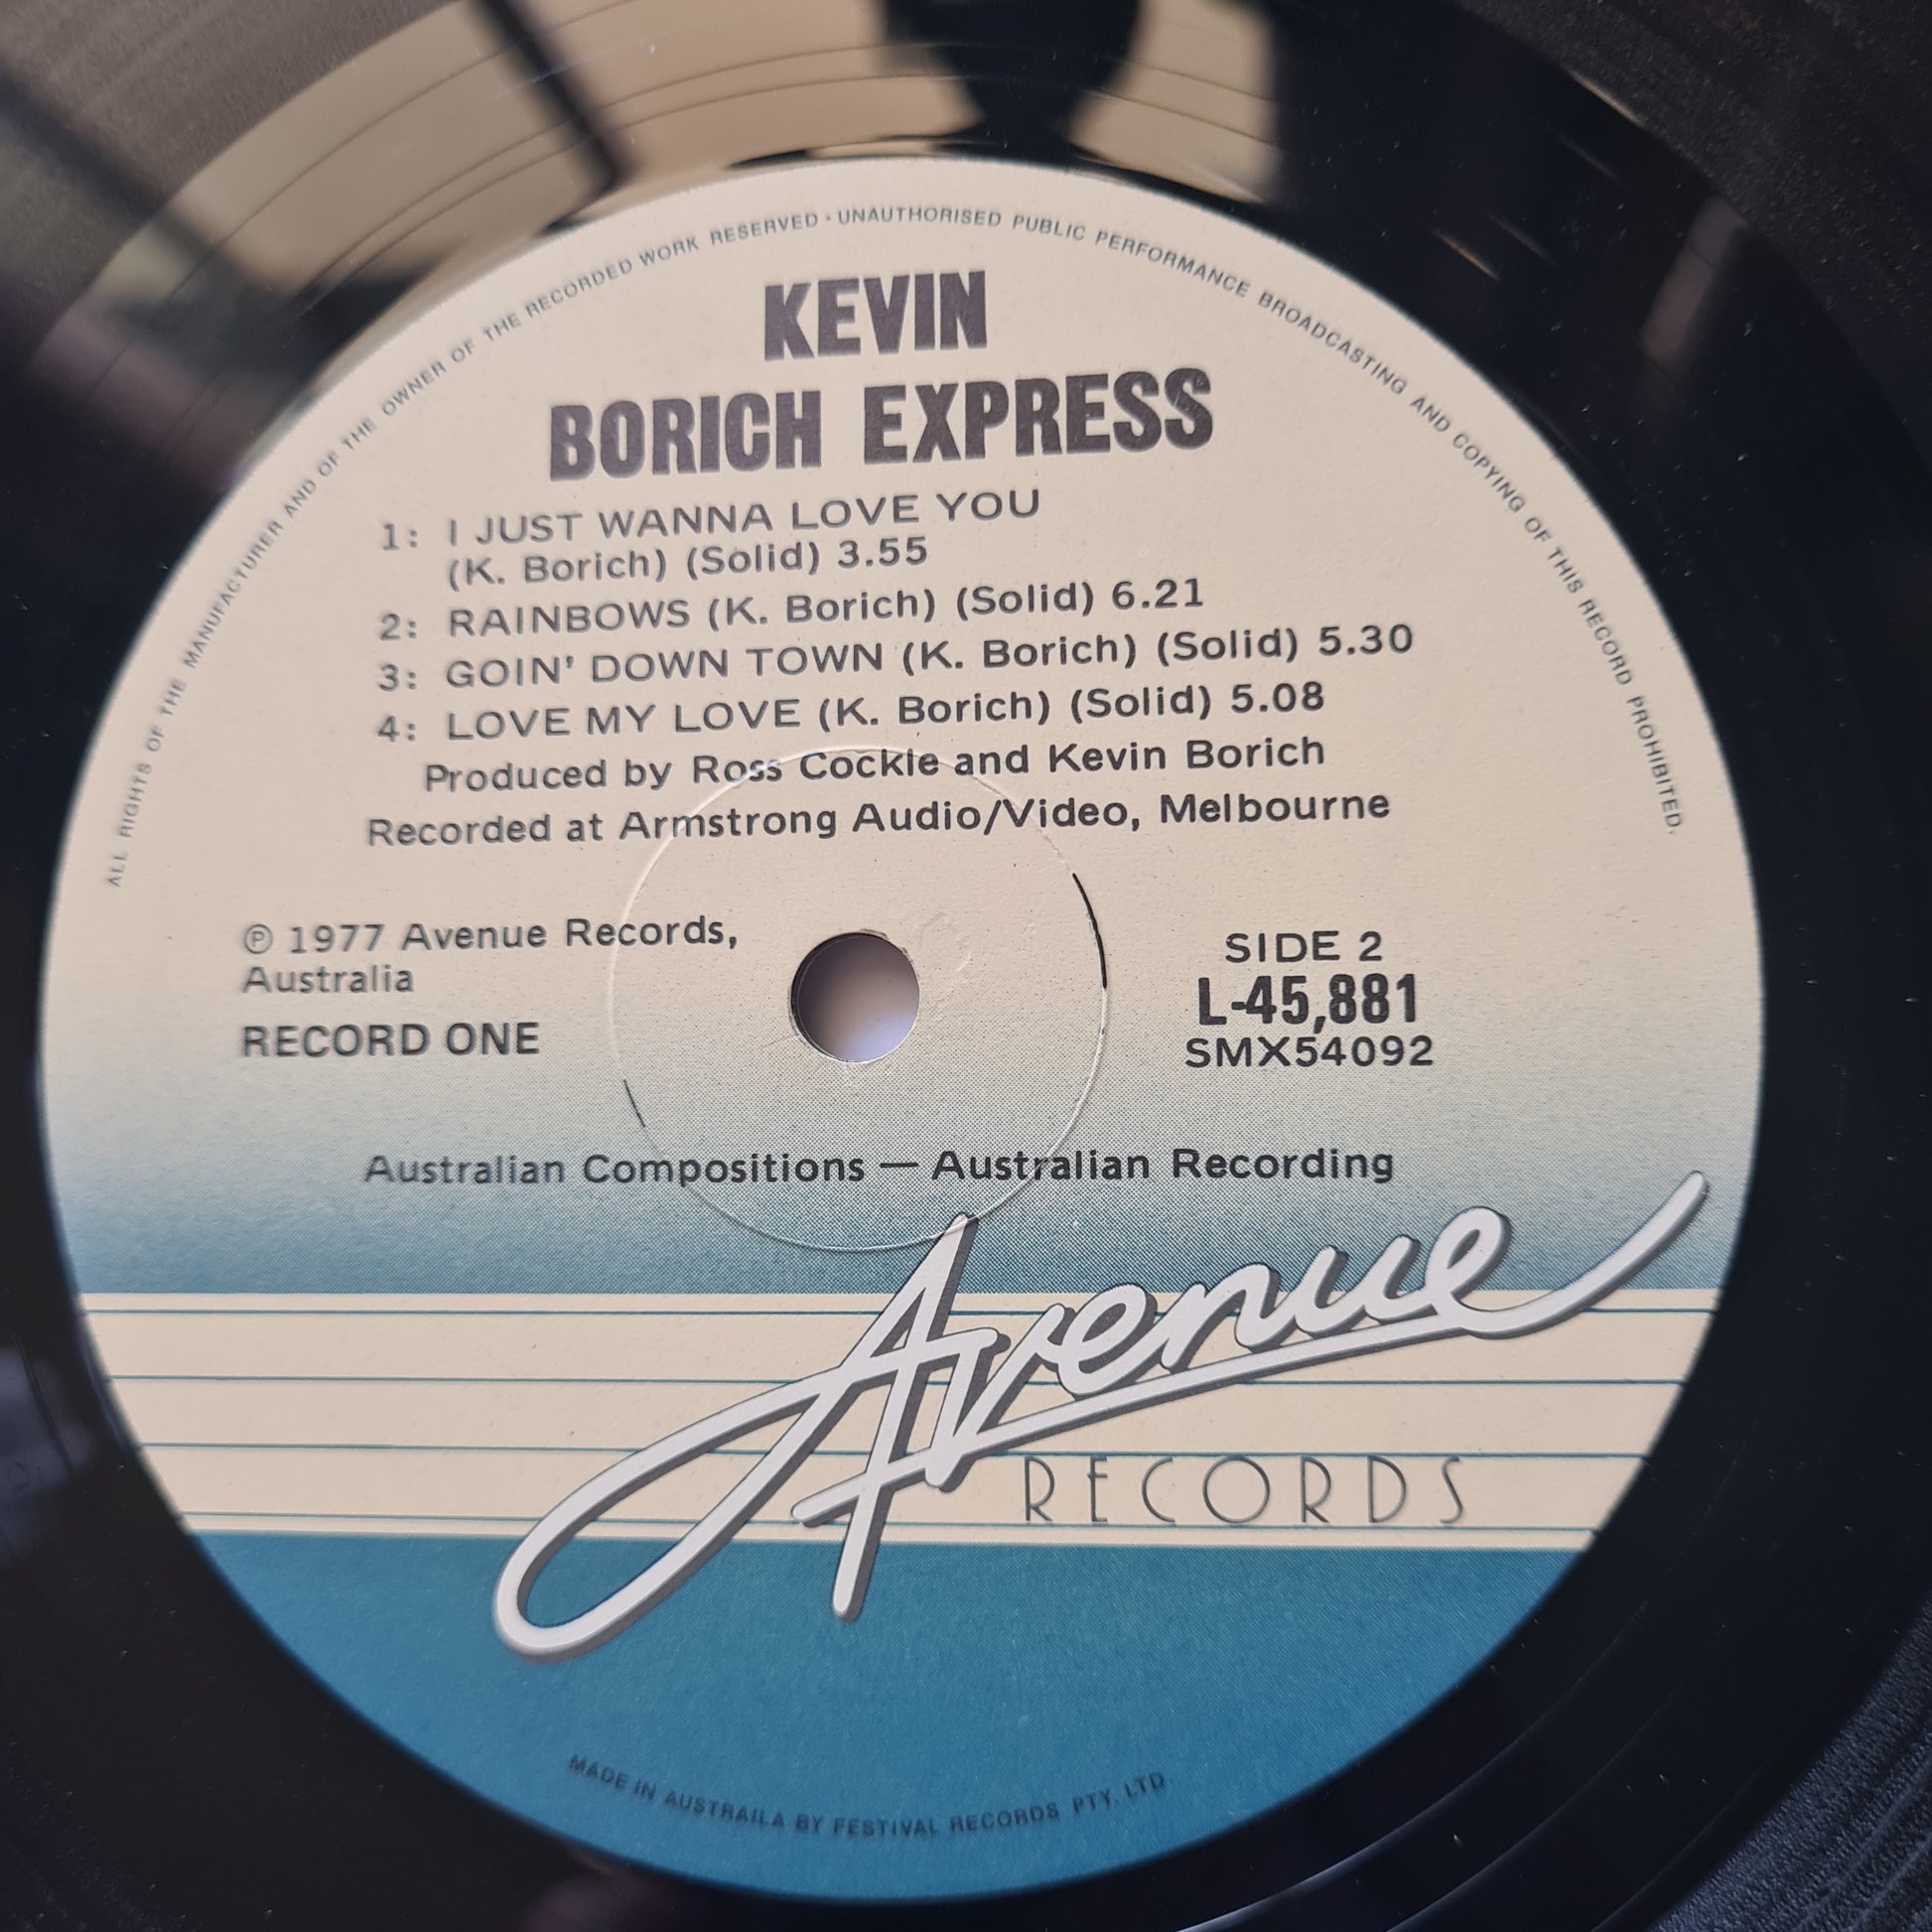 ALL RIGHTS OF THE MANUFACTURER AND OF THE OWNER OF THE RECORDED WORK RESERVED · UNAUTHORISED PUBLIC PERFORMANCE BROADCASTING AND COPYING OF THIS RECORD PROHIBITED.
KEVIN
BORICH EXPRESS
1: I JUST WANNA LOVE YOU
(K. Borich) (Solid) 3.55
2: RAINBOWS (K. Borich) (Solid) 6.21
3: GOIN' DOWN TOWN (K. Borich) (Solid) 5.30
4: LOVE MY LOVE (K. Borich) (Solid) 5.08
Produced by Ross Cockle and Kevin Borich
Recorded at Armstrong Audio/Video, Melbourne
℗ 1977 Avenue Records,
Australia
RECORD ONE
SIDE 2
L-45,881
SMX54092
Australian Compositions — Australian Recording
Avenue
RECORDS
MADE IN AUSTRAILA BY FESTIVAL RECORDS PTY. LTD.